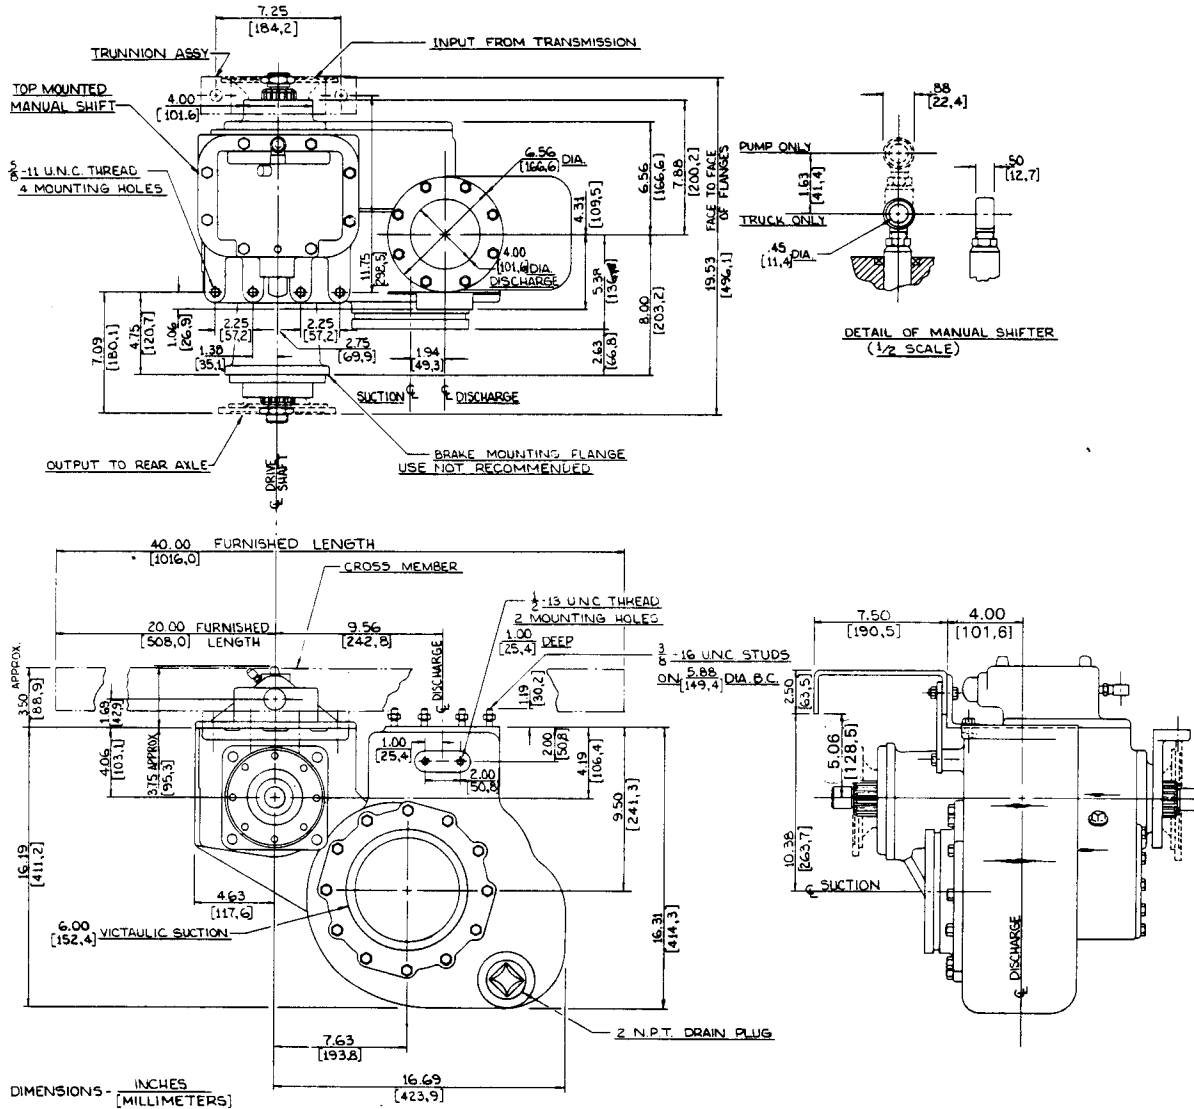 7.25
[184,2]
TRUNNION ASSY
INPUT FROM TRANSMISSION
TOP MOUNTED
MANUAL SHIFT
4.00
[101.6]
5/8 -11 U.N.C. THREAD
4 MOUNTING HOLES
6.56 DIA.
[166,6]
4.31
[109,5]
6.56
[166,6]
7.88
[200,2]
FACE TO FACE
OF FLANGES
19.53
[496,1]
11.75
[298,5]
4.00
[101,6] DIA.
DISCHARGE
5.38
8.00
[203,2]
2.63
[66,8]
7.09
[180,1]
4.75
[120,7]
1.06
[26,9]
2.25
[57,2]
2.25
[57,2]
1.38
[35,1]
2.75
[69,9]
1.94
[49,3]
SUCTION ℄
℄ DISCHARGE
OUTPUT TO REAR AXLE
BRAKE MOUNTING FLANGE
USE NOT RECOMMENDED
℄ DRIVE
SHAFT
.88
[22,4]
PUMP ONLY
1.63
[41,4]
TRUCK ONLY
.45 DIA.
[11,4]
.50
[12,7]
DETAIL OF MANUAL SHIFTER
(1/2 SCALE)
40.00 FURNISHED LENGTH
[1016,0]
CROSS MEMBER
20.00 FURNISHED
[508,0] LENGTH
9.56
[242,8]
1/2 -13 UNC THREAD
2 MOUNTING HOLES
1.00 DEEP
[25,4]
3/8 -16 UNC STUDS
ON 5.88 DIA. B.C.
[149,4]
3.50 APPROX.
[88,9]
1.69
[42,9]
℄ DISCHARGE
1.19
[30,2]
4.06
[103,1]
3.75 APPROX
[95,3]
1.00
[25,4]
2.00
[50,8]
2.00
[50,8]
4.19
[106,4]
9.50
[241,3]
16.19
[411,2]
4.63
[117,6]
6.00
[152,4] VICTAULIC SUCTION
16.31
[414,3]
2 N.P.T. DRAIN PLUG
7.63
[193,8]
16.69
[423,9]
7.50
[190,5]
4.00
[101,6]
2.50
[63,5]
5.06
[128,5]
10.38
[263,7]
℄ SUCTION
℄ DISCHARGE
DIMENSIONS - INCHES
[MILLIMETERS]